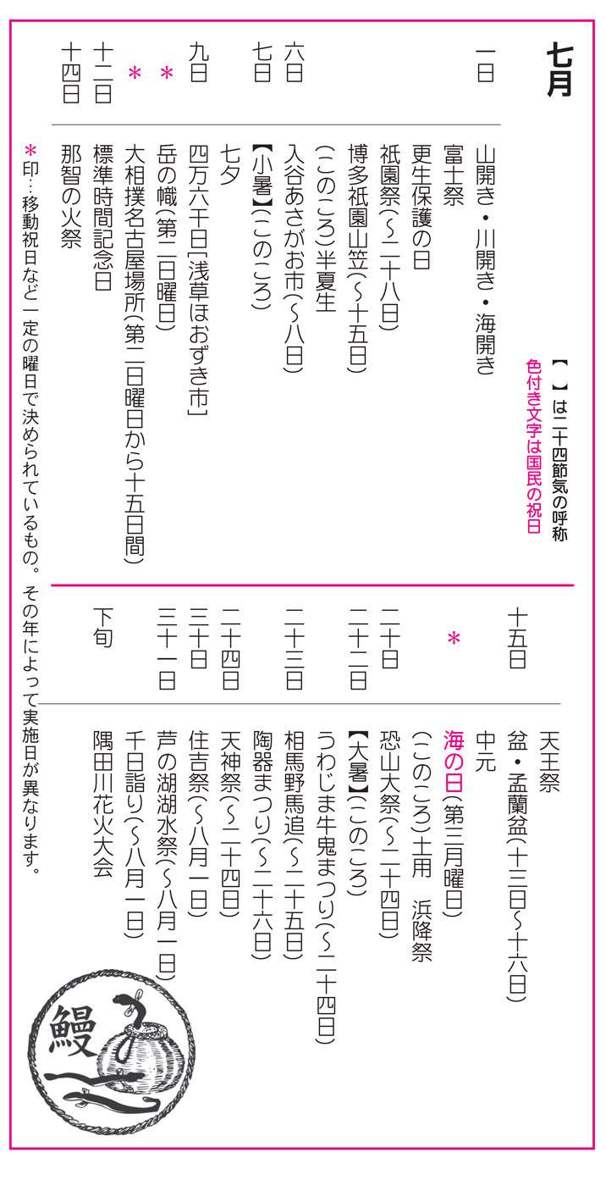 七月
【　】は二十四節気の呼称
色付き文字は国民の祝日
一日　山開き・川開き・海開き
富士祭
更生保護の日
祇園祭(〜二十八日)
博多祇園山笠(〜十五日)
(このころ)半夏生
六日　入谷あさがお市(〜八日)
七日　【小暑】(このころ)
七夕
九日　四万六千日[浅草ほおずき市]
＊　岳の幟(第二日曜日)
＊　大相撲名古屋場所(第二日曜日から十五日間)
十二日　標準時間記念日
十四日　那智の火祭
天王祭
十五日　盆・盂蘭盆(十三日〜十六日)
中元
＊　海の日(第三月曜日)
(このころ)土用　浜降祭
二十日　恐山大祭(〜二十四日)
二十二日　【大暑】(このころ)
うわじま牛鬼まつり(〜二十四日)
二十三日　相馬野馬追(〜二十五日)
陶器まつり(〜二十六日)
二十四日　天神祭(〜二十四日)
三十日　住吉祭(〜八月一日)
三十一日　芦の湖湖水祭(〜八月一日)
千日詣り(〜八月一日)
下旬　隅田川花火大会
＊印…移動祝日など一定の曜日で決められているもの。その年によって実施日が異なります。
鰻